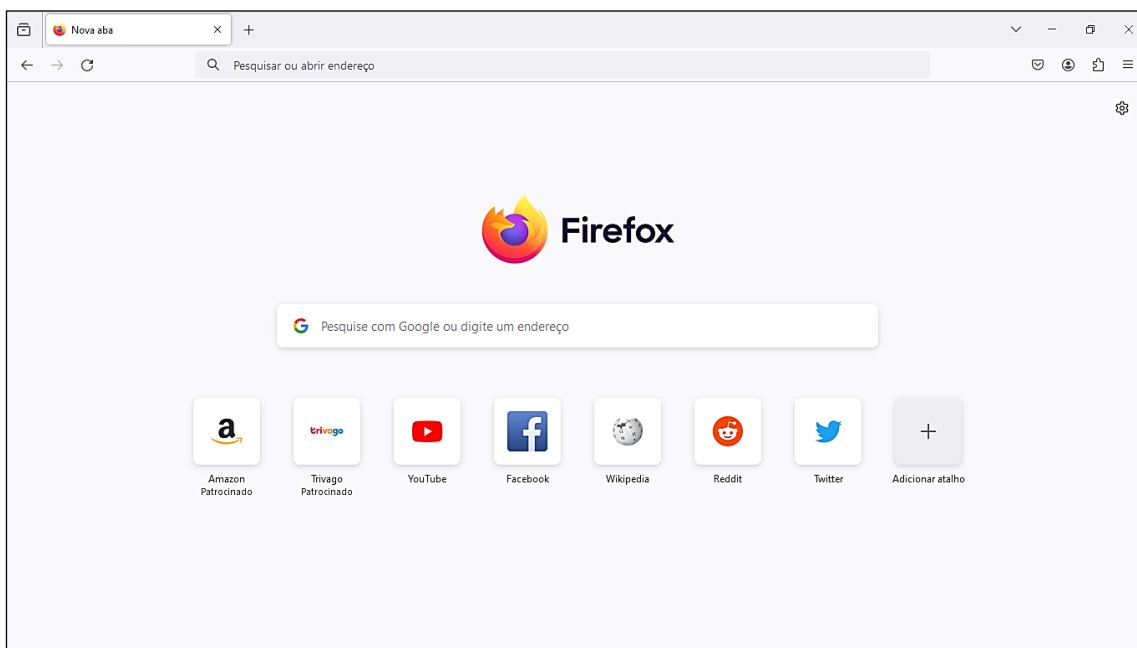 Nova aba
Pesquisar ou abrir endereço
Firefox
Pesquise com Google ou digite um endereço
a
trivago
f
Amazon
Patrocinado
Trivago
Patrocinado
YouTube
Facebook
Wikipedia
Reddit
Twitter
Adicionar atalho